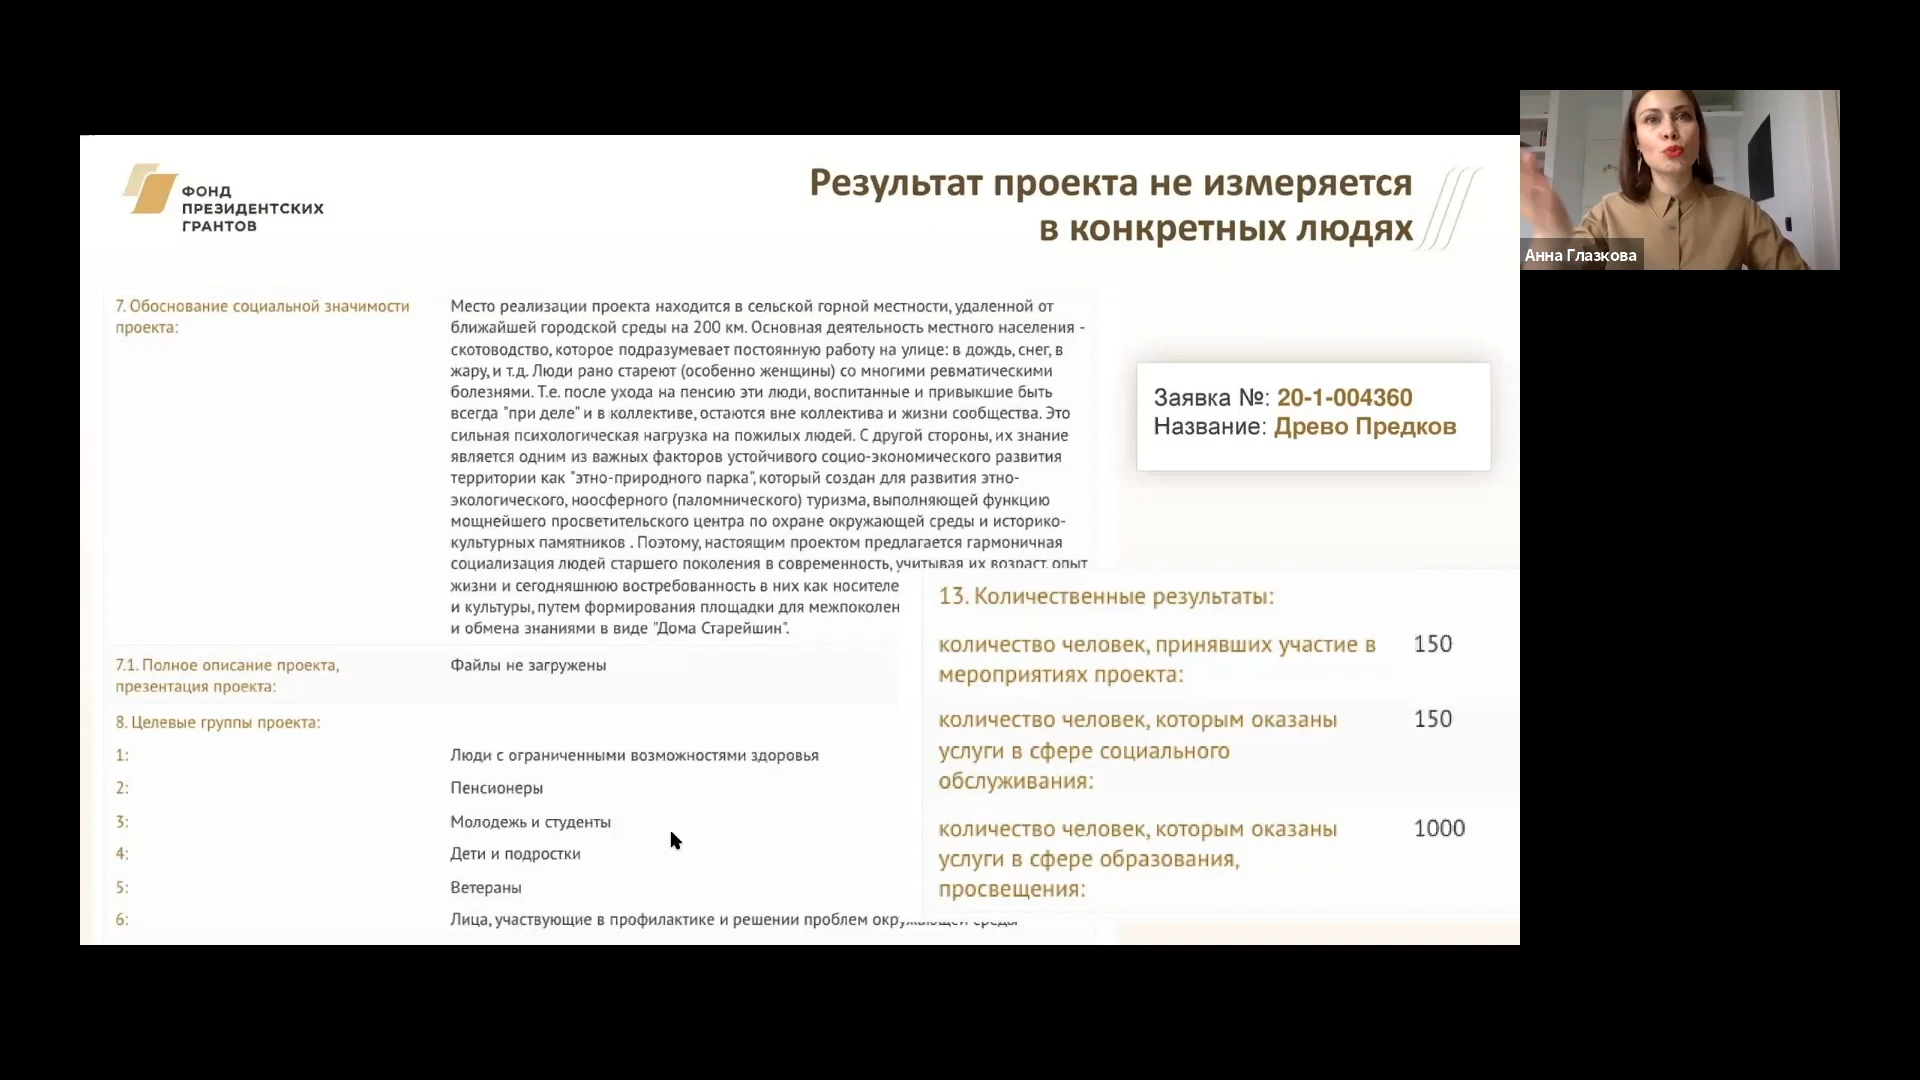 ФОНД
ПРЕЗИДЕНТСКИХ
ГРАНТОВ
Результат проекта не измеряется
в конкретных людях
Анна Глазкова
7. Обоснование социальной значимости
проекта:
Место реализации проекта находится в сельской горной местности, удаленной от
ближайшей городской среды на 200 км. Основная деятельность местного населения -
скотоводство, которое подразумевает постоянную работу на улице: в дождь, снег, в
жару, и т.д. Люди рано стареют (особенно женщины) со многими ревматическими
болезнями. Т.е. после ухода на пенсию эти люди, воспитанные и привыкшие быть
всегда "при деле" и в коллективе, остаются вне коллектива и жизни сообщества. Это
сильная психологическая нагрузка на пожилых людей. С другой стороны, их знание
является одним из важных факторов устойчивого социо-экономического развития
территории как "этно-природного парка", который создан для развития этно-
экологического, ноосферного (паломнического) туризма, выполняющей функцию
мощнейшего просветительского центра по охране окружающей среды и историко-
культурных памятников . Поэтому, настоящим проектом предлагается гармоничная
социализация людей старшего поколения в современность, учитывая их возраст, опыт
жизни и сегодняшнюю востребованность в них как носителе
и культуры, путем формирования площадки для межпоколен
и обмена знаниями в виде "Дома Старейшин".
7.1. Полное описание проекта,
презентация проекта:
Файлы не загружены
8. Целевые группы проекта:
1: Люди с ограниченными возможностями здоровья
2: Пенсионеры
3: Молодежь и студенты
4: Дети и подростки
5: Ветераны
6: Лица, участвующие в профилактике и решении проблем окружающей среды
Заявка №: 20-1-004360
Название: Древо Предков
13. Количественные результаты:
количество человек, принявших участие в 150
мероприятиях проекта:
количество человек, которым оказаны 150
услуги в сфере социального
обслуживания:
количество человек, которым оказаны 1000
услуги в сфере образования,
просвещения: